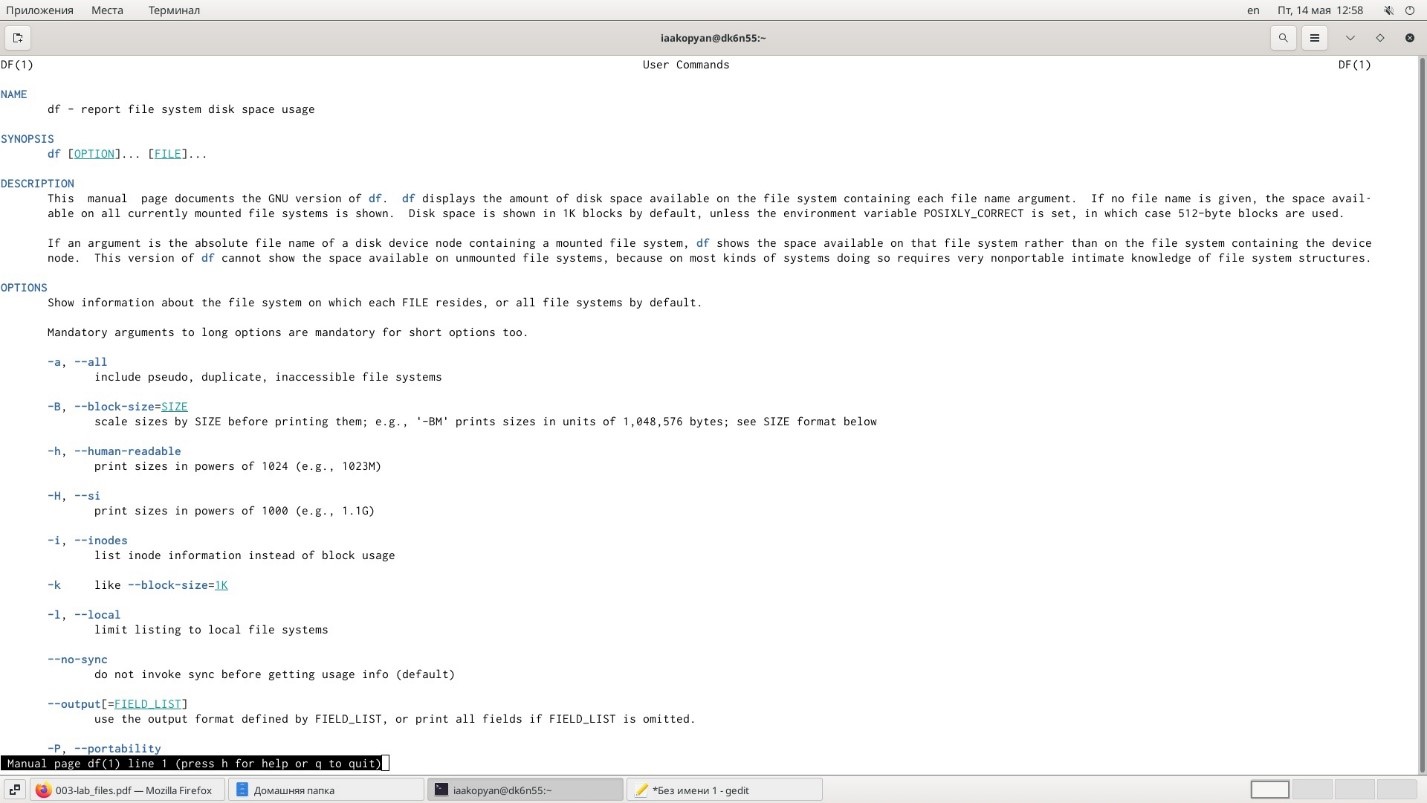 Приложения Места Терминал en Пт, 14 мая 12:58
iaakopyan@dk6n55:~
DF(1) User Commands DF(1)
NAME
df - report file system disk space usage
SYNOPSIS
df [OPTION]... [FILE]...
DESCRIPTION
This manual page documents the GNU version of df. df displays the amount of disk space available on the file system containing each file name argument. If no file name is given, the space avail-
able on all currently mounted file systems is shown. Disk space is shown in 1K blocks by default, unless the environment variable POSIXLY_CORRECT is set, in which case 512-byte blocks are used.
If an argument is the absolute file name of a disk device node containing a mounted file system, df shows the space available on that file system rather than on the file system containing the device
node. This version of df cannot show the space available on unmounted file systems, because on most kinds of systems doing so requires very nonportable intimate knowledge of file system structures.
OPTIONS
Show information about the file system on which each FILE resides, or all file systems by default.
Mandatory arguments to long options are mandatory for short options too.
-a, --all
include pseudo, duplicate, inaccessible file systems
-B, --block-size=SIZE
scale sizes by SIZE before printing them; e.g., '-BM' prints sizes in units of 1,048,576 bytes; see SIZE format below
-h, --human-readable
print sizes in powers of 1024 (e.g., 1023M)
-H, --si
print sizes in powers of 1000 (e.g., 1.1G)
-i, --inodes
list inode information instead of block usage
-k like --block-size=1K
-l, --local
limit listing to local file systems
--no-sync
do not invoke sync before getting usage info (default)
--output[=FIELD_LIST]
use the output format defined by FIELD_LIST, or print all fields if FIELD_LIST is omitted.
-P, --portability
Manual page df(1) line 1 (press h for help or q to quit)
003-lab_files.pdf — Mozilla Firefox Домашняя папка iaakopyan@dk6n55:~ *Без имени 1 - gedit